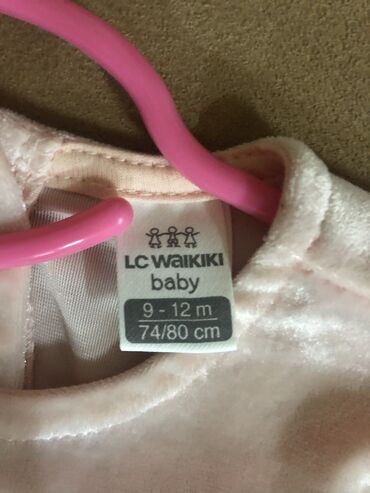 LC WAIKIKI
baby
9 - 12 m
74/80 cm